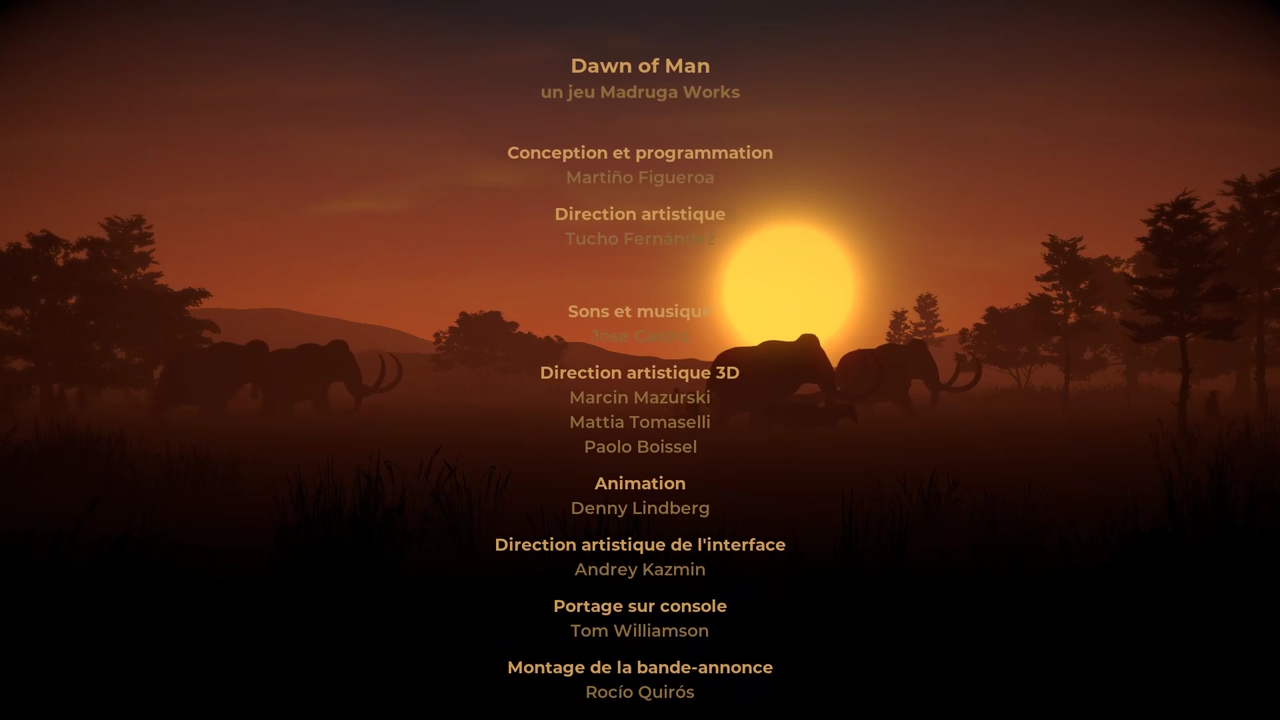 Dawn of Man
un jeu Madruga Works
Conception et programmation
Martiño Figueroa
Direction artistique
Tucho Fernández
Sons et musique
Jose
Direction artistique 3D
Marcin Mazurski
Mattia Tomaselli
Paolo Boissel
Animation
Denny Lindberg
Direction artistique de l'interface
Andrey Kazmin
Portage sur console
Tom Williamson
Montage de la bande-annonce
Rocío Quirós